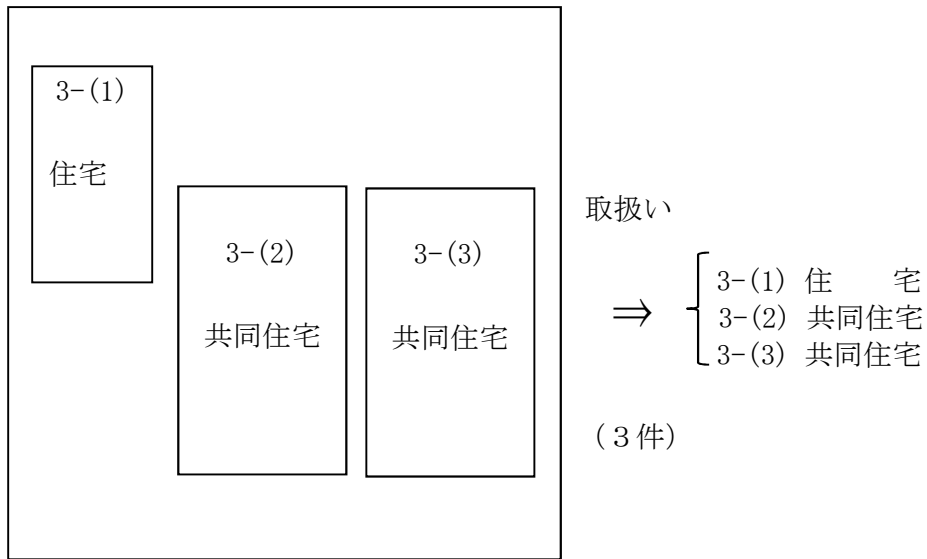 3-(1)
住宅
3-(2)
共同住宅
3-(3)
共同住宅
取扱い
⇒
3-(1) 住　　宅
3-(2) 共同住宅
3-(3) 共同住宅
（３件）